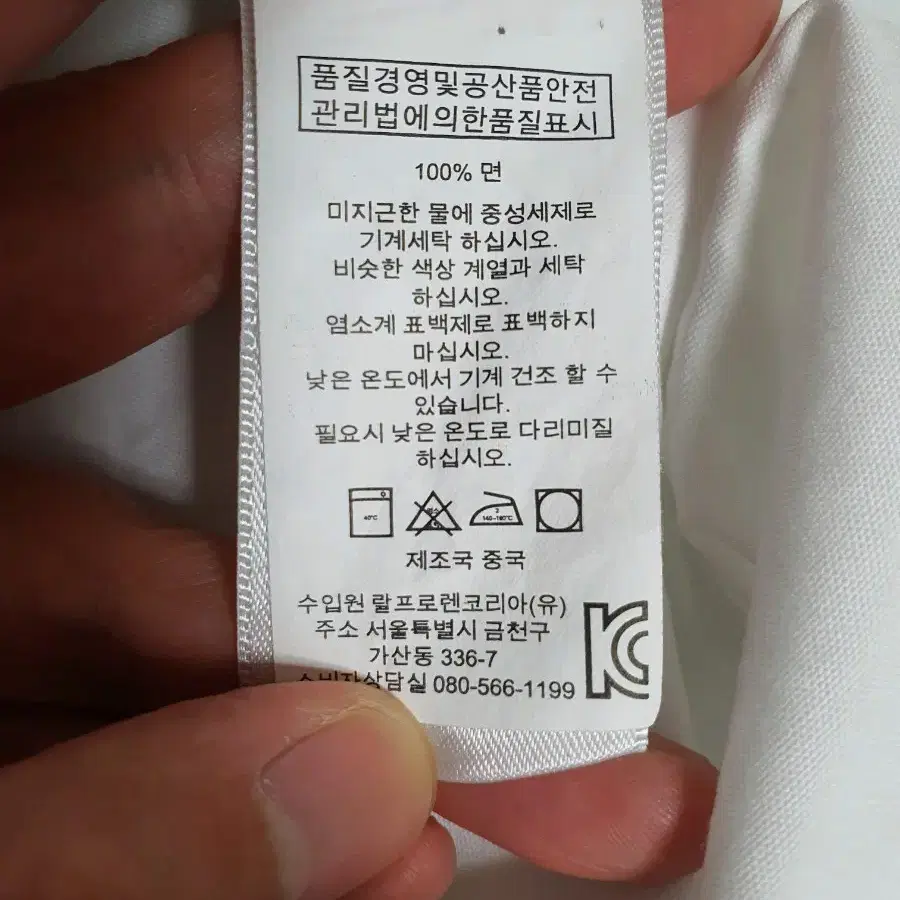 품질경영및공산품안전
관리법에의한품질표시
100% 면
미지근한 물에 중성세제로
기계세탁 하십시오.
비슷한 색상 계열과 세탁
하십시오.
염소계 표백제로 표백하지
마십시오.
낮은 온도에서 기계 건조 할 수
있습니다.
필요시 낮은 온도로 다리미질
하십시오.
40°C 염소 2 140~160°C
제조국 중국
수입원 랄프로렌코리아(유)
주소 서울특별시 금천구
가산동 336-7
소비자상담실 080-566-1199